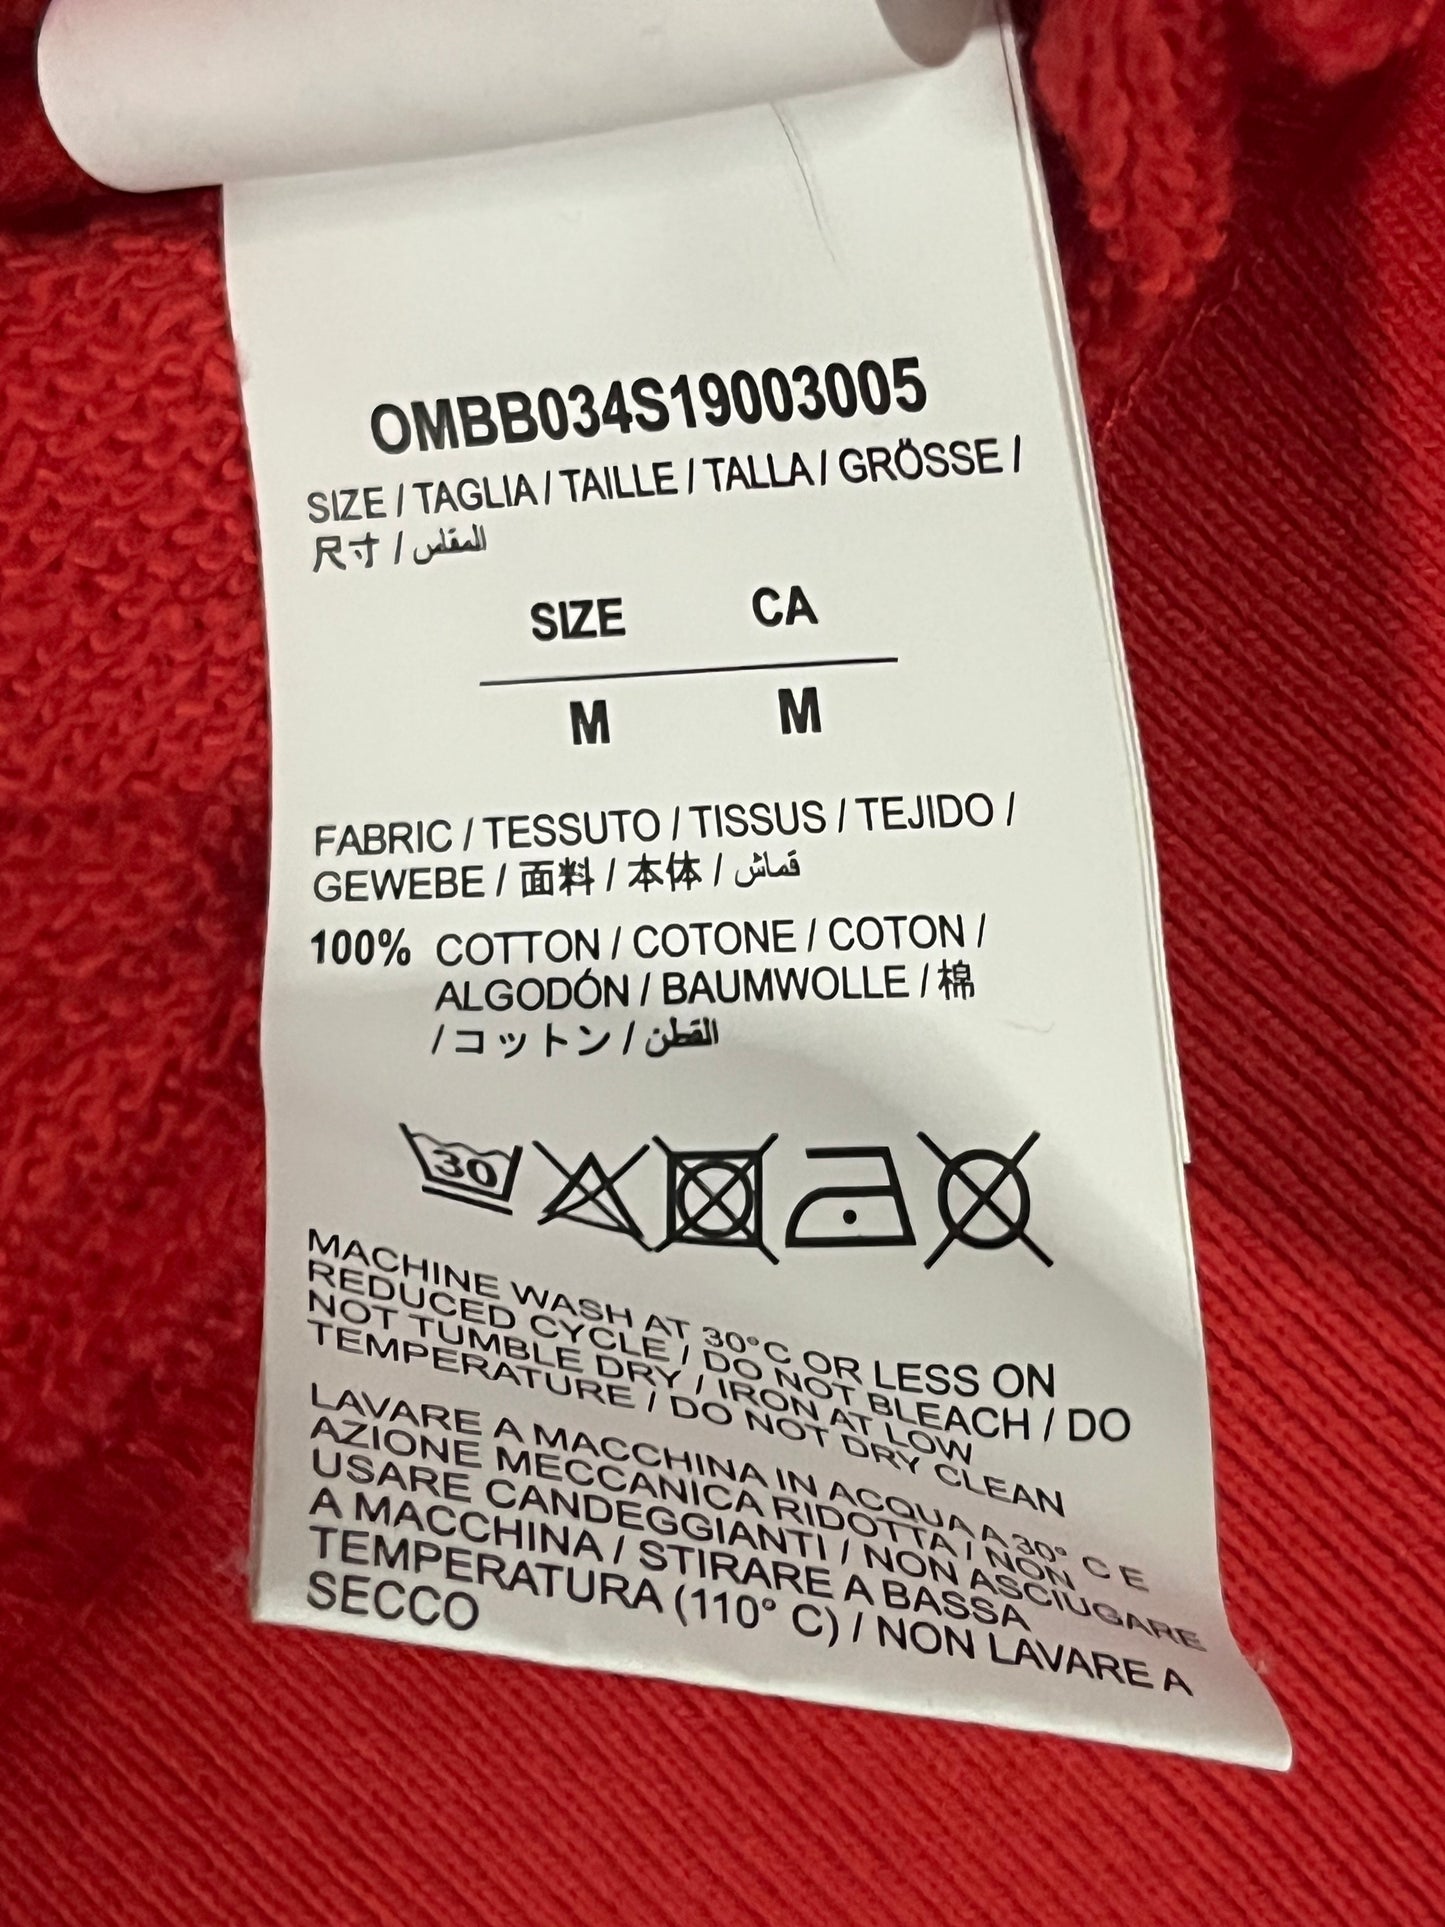 OMBB034S19003005
SIZE / TAGLIA / TAILLE / TALLA / GRÖSSE /
尺寸 / المقاس
SIZE CA
M M
FABRIC / TESSUTO / TISSUS / TEJIDO /
GEWEBE / 面料 / 本体 / قماش
100% COTTON / COTONE / COTON /
ALGODÓN / BAUMWOLLE / 棉
/ コットン / القطن
30
MACHINE WASH AT 30°C OR LESS ON
REDUCED CYCLE / DO NOT BLEACH / DO
NOT TUMBLE DRY / IRON AT LOW
TEMPERATURE / DO NOT DRY CLEAN
LAVARE A MACCHINA IN ACQUA A 30° C E
AZIONE MECCANICA RIDOTTA / NON
USARE CANDEGGIANTI / NON ASCIUGARE
A MACCHINA / STIRARE A BASSA
TEMPERATURA (110° C) / NON LAVARE A
SECCO